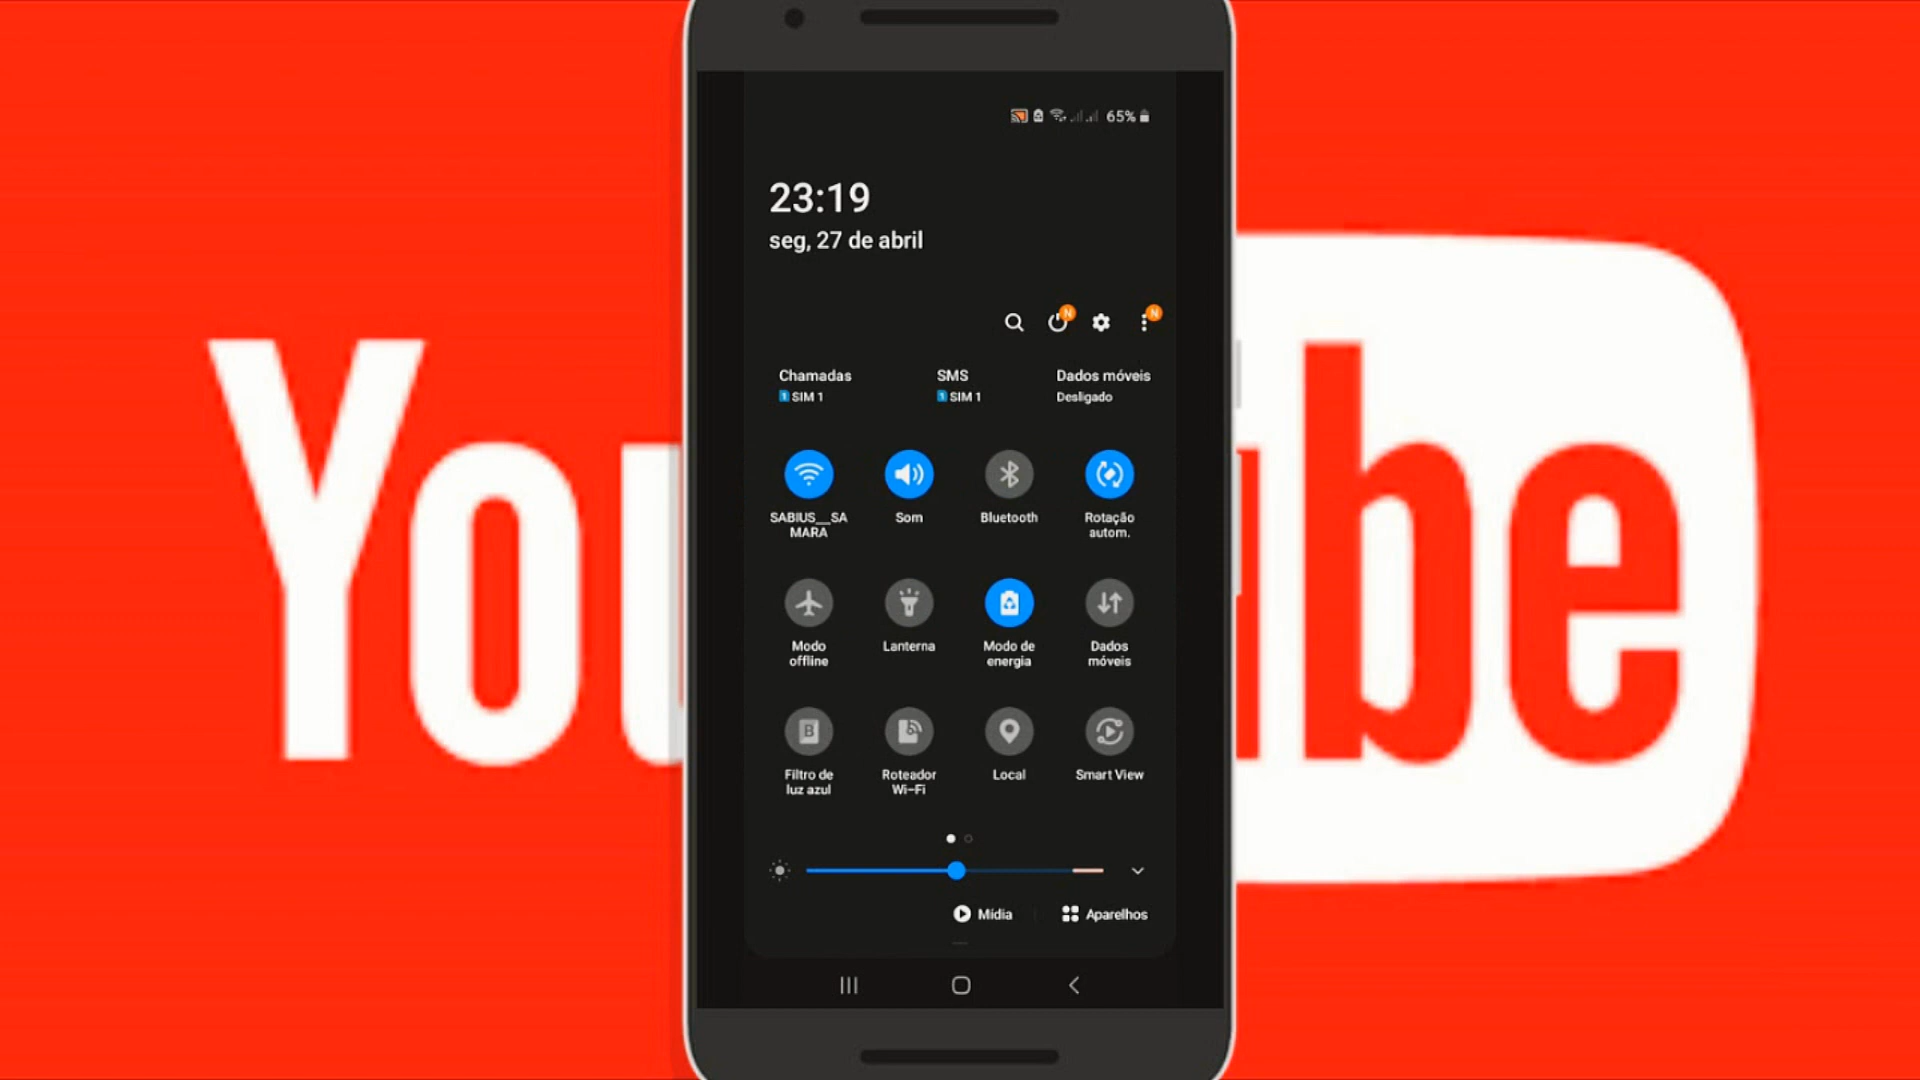 YouTube
65%
23:19
seg, 27 de abril
N
N
Chamadas
1 SIM 1
SMS
1 SIM 1
Dados móveis
Desligado
SABIUS__SA
MARA
Som
Bluetooth
Rotação
autom.
Modo
offline
Lanterna
Modo de
energia
Dados
móveis
B
Filtro de
luz azul
Roteador
Wi-Fi
Local
Smart View
Mídia
Aparelhos